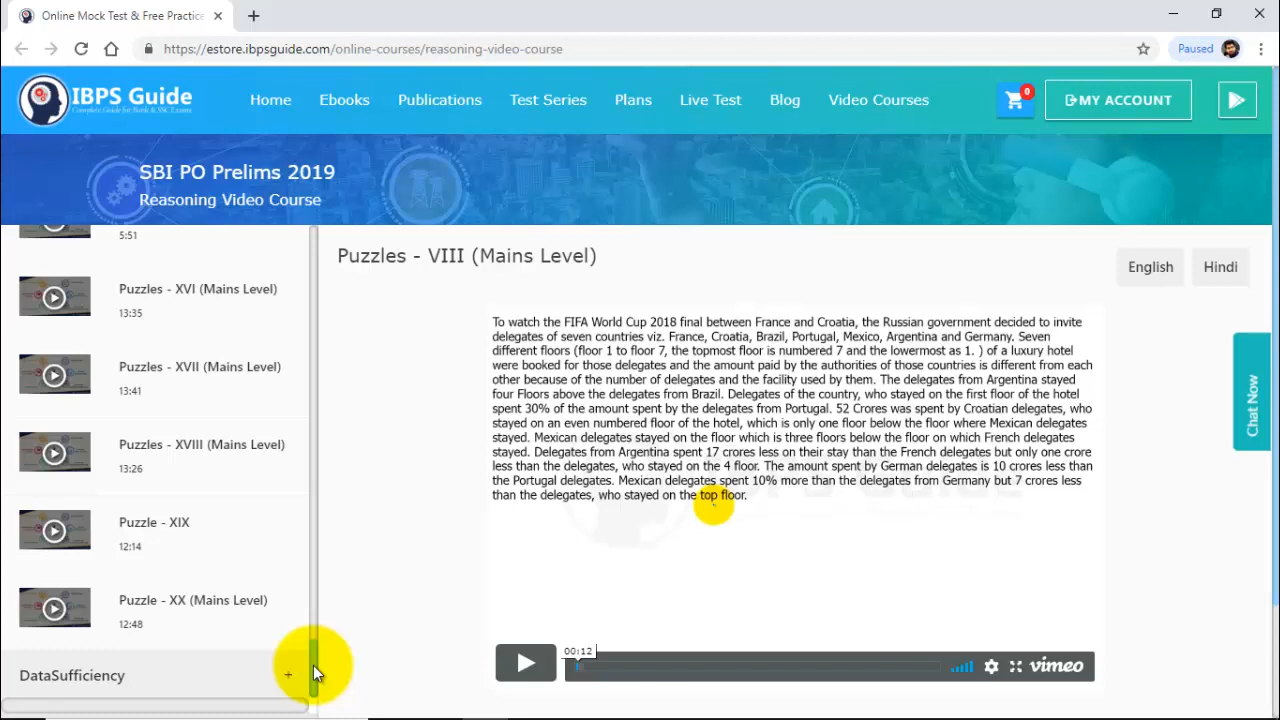 Online Mock Test & Free Practice
https://estore.ibpsguide.com/online-courses/reasoning-video-course
Paused
IBPS Guide
Complete Guide for Bank & SSC Exams
Home
Ebooks
Publications
Test Series
Plans
Live Test
Blog
Video Courses
0
MY ACCOUNT
SBI PO Prelims 2019
Reasoning Video Course
5:51
Puzzles - XVI (Mains Level)
13:35
Puzzles - XVII (Mains Level)
13:41
Puzzles - XVIII (Mains Level)
13:26
Puzzle - XIX
12:14
Puzzle - XX (Mains Level)
12:48
DataSufficiency
+
Puzzles - VIII (Mains Level)
English
Hindi
To watch the FIFA World Cup 2018 final between France and Croatia, the Russian government decided to invite
delegates of seven countries viz. France, Croatia, Brazil, Portugal, Mexico, Argentina and Germany. Seven
different floors (floor 1 to floor 7, the topmost floor is numbered 7 and the lowermost as 1. ) of a luxury hotel
were booked for those delegates and the amount paid by the authorities of those countries is different from each
other because of the number of delegates and the facility used by them. The delegates from Argentina stayed
four Floors above the delegates from Brazil. Delegates of the country, who stayed on the first floor of the hotel
spent 30% of the amount spent by the delegates from Portugal. 52 Crores was spent by Croatian delegates, who
stayed on an even numbered floor of the hotel, which is only one floor below the floor where Mexican delegates
stayed. Mexican delegates stayed on the floor which is three floors below the floor on which French delegates
stayed. Delegates from Argentina spent 17 crores less on their stay than the French delegates but only one crore
less than the delegates, who stayed on the 4 floor. The amount spent by German delegates is 10 crores less than
the Portugal delegates. Mexican delegates spent 10% more than the delegates from Germany but 7 crores less
than the delegates, who stayed on the top floor.
00:12
vimeo
Chat Now